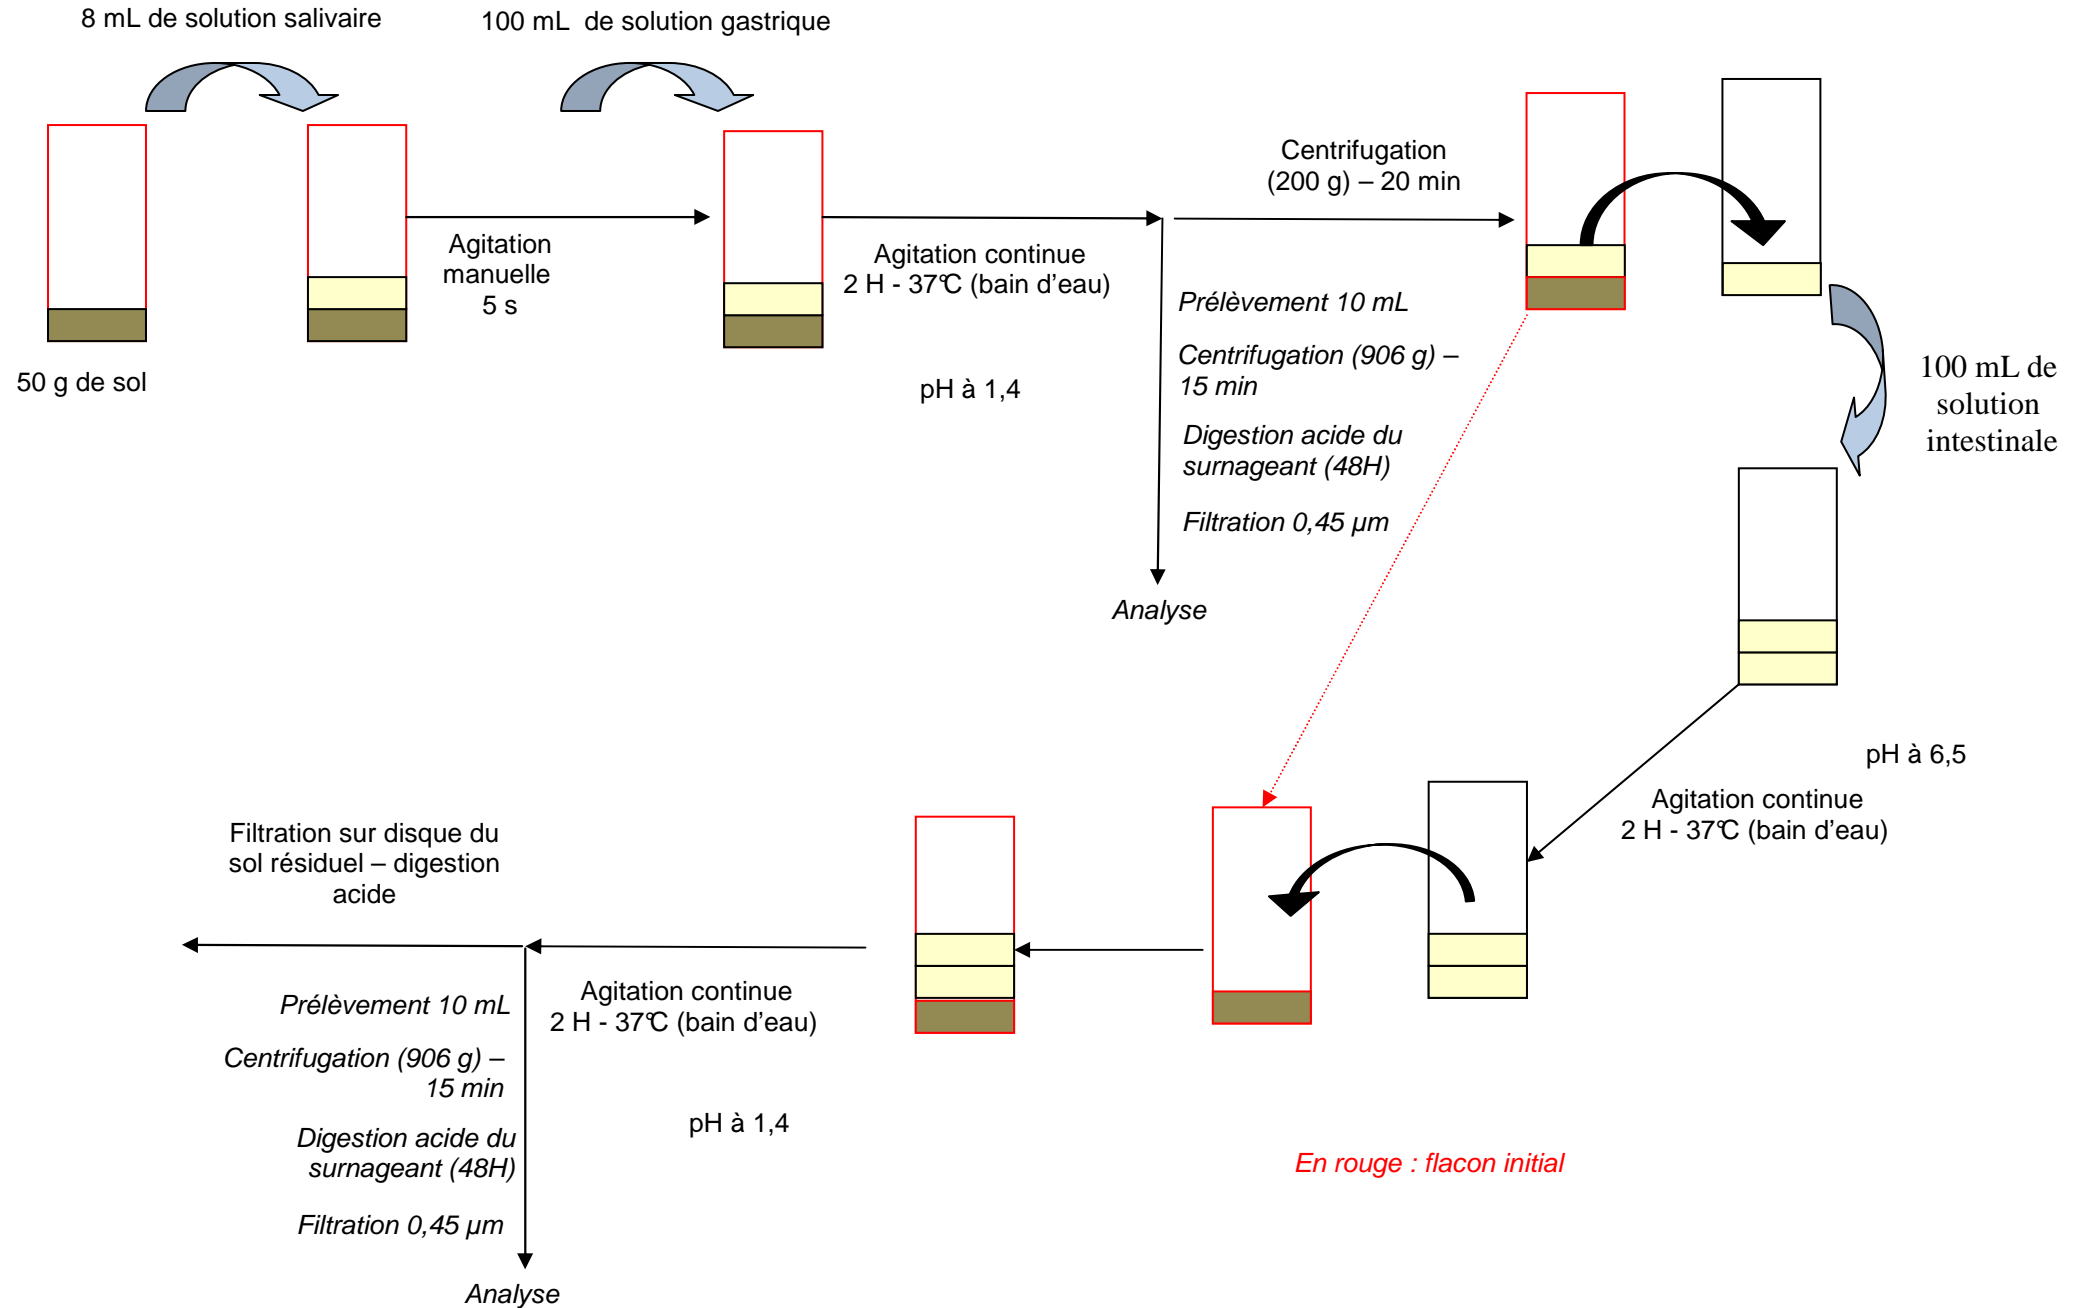 8 mL de solution salivaire
100 mL de solution gastrique
50 g de sol
Agitation
manuelle
5 s
Agitation continue
2 H - 37°C (bain d'eau)
pH à 1,4
Prélèvement 10 mL
Centrifugation (906 g) –
15 min
Digestion acide du
surnageant (48H)
Filtration 0,45 µm
Analyse
Centrifugation
(200 g) – 20 min
100 mL de
solution
intestinale
pH à 6,5
Agitation continue
2 H - 37°C (bain d'eau)
Agitation continue
2 H - 37°C (bain d'eau)
pH à 1,4
Filtration sur disque du
sol résiduel – digestion
acide
Prélèvement 10 mL
Centrifugation (906 g) –
15 min
Digestion acide du
surnageant (48H)
Filtration 0,45 µm
Analyse
En rouge : flacon initial